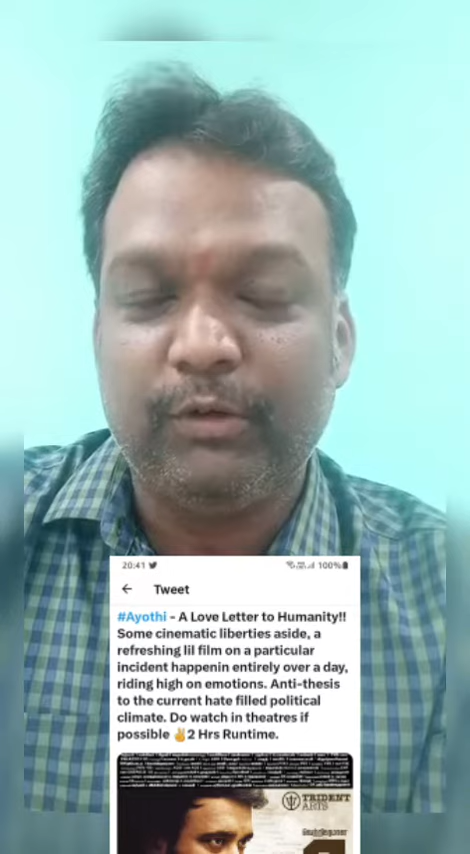 20:41 100%
Tweet
#Ayothi - A Love Letter to Humanity!!
Some cinematic liberties aside, a
refreshing lil film on a particular
incident happenin entirely over a day,
riding high on emotions. Anti-thesis
to the current hate filled political
climate. Do watch in theatres if
possible ✌️2 Hrs Runtime.
TRIDENT
ARTS